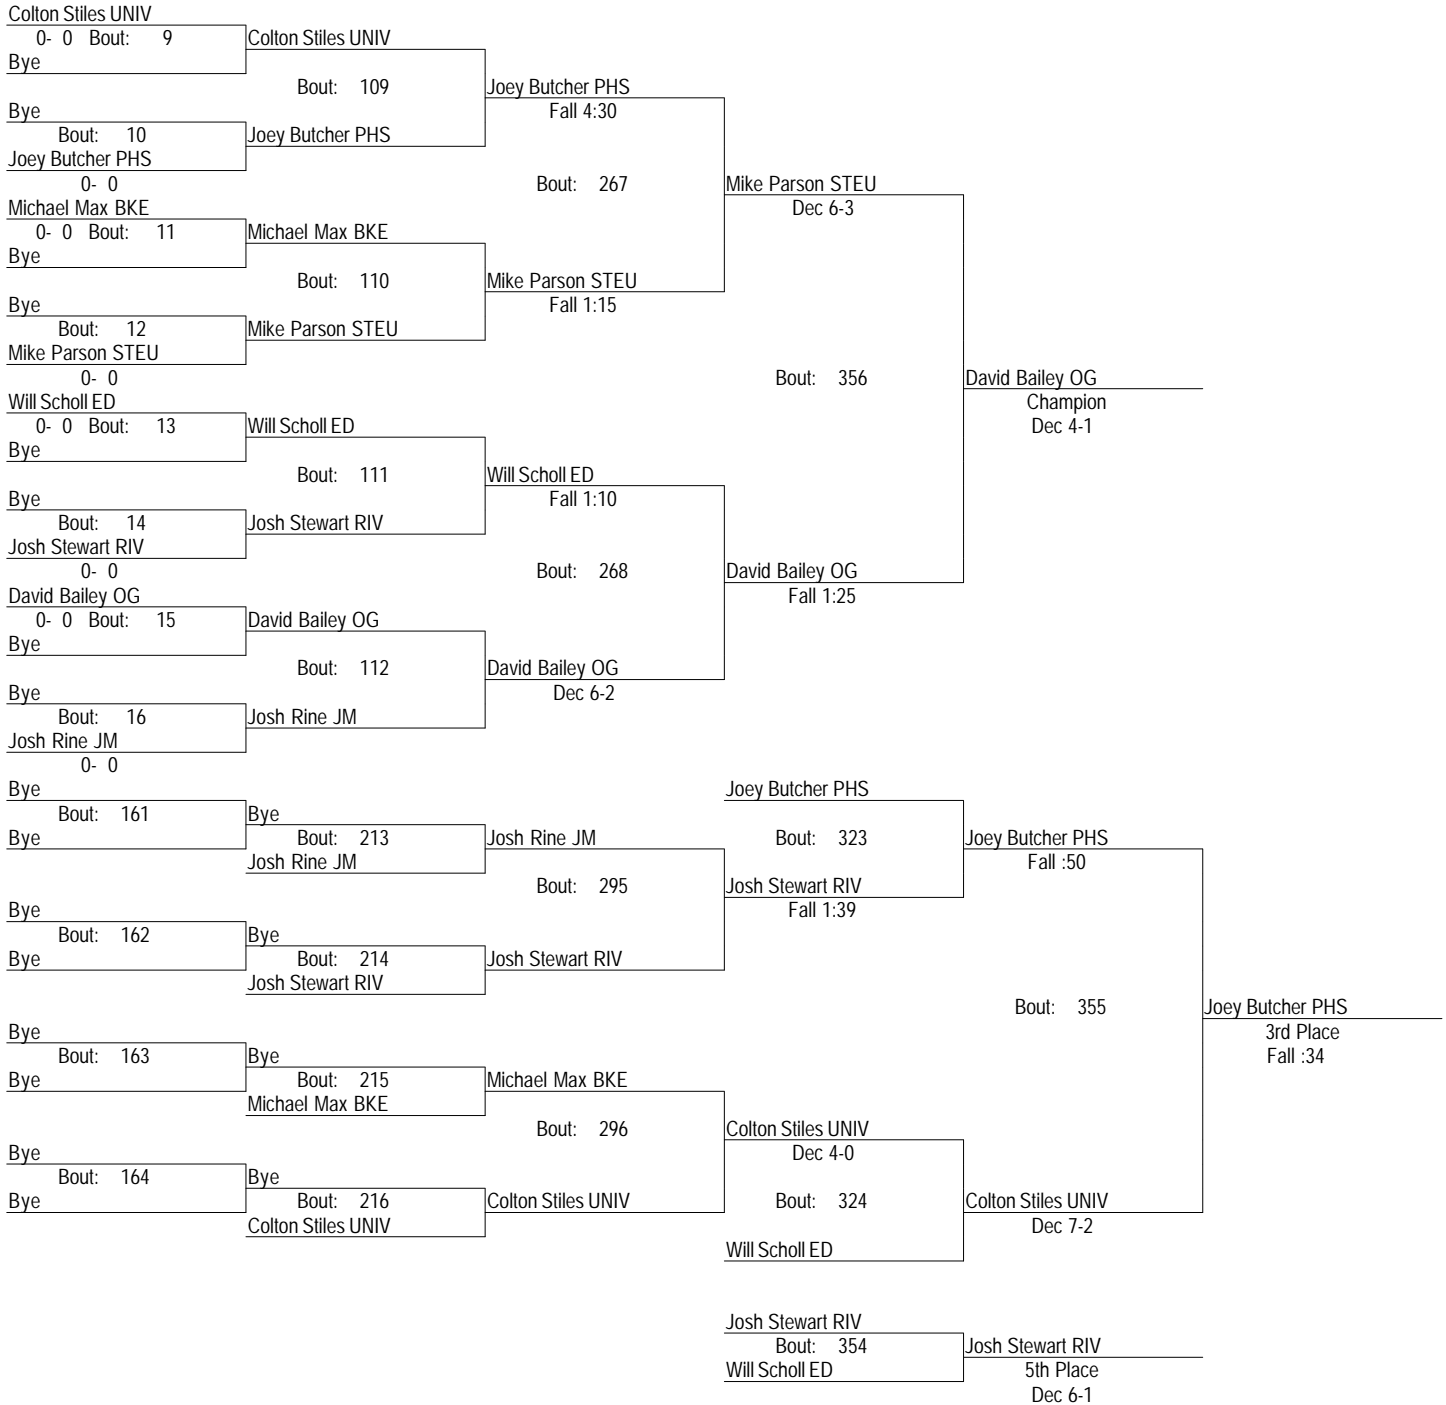 Colton Stiles UNIV
0- 0 Bout: 9 Colton Stiles UNIV
Bye
Bout: 109 Joey Butcher PHS
Bye Fall 4:30
Bout: 10 Joey Butcher PHS
Joey Butcher PHS
0- 0 Bout: 267 Mike Parson STEU
Michael Max BKE Dec 6-3
0- 0 Bout: 11 Michael Max BKE
Bye
Bout: 110 Mike Parson STEU
Bye Fall 1:15
Bout: 12 Mike Parson STEU
Mike Parson STEU
0- 0 Bout: 356 David Bailey OG
Will Scholl ED Champion
0- 0 Bout: 13 Will Scholl ED Dec 4-1
Bye
Bout: 111 Will Scholl ED
Bye Fall 1:10
Bout: 14 Josh Stewart RIV
Josh Stewart RIV
0- 0 Bout: 268 David Bailey OG
David Bailey OG Fall 1:25
0- 0 Bout: 15 David Bailey OG
Bye
Bout: 112 David Bailey OG
Bye Dec 6-2
Bout: 16 Josh Rine JM
Josh Rine JM
0- 0
Bye Joey Butcher PHS
Bout: 161 Bye
Bye Bout: 213 Josh Rine JM Bout: 323 Joey Butcher PHS
Josh Rine JM Fall :50
Bout: 295 Josh Stewart RIV
Bye Fall 1:39
Bout: 162 Bye
Bye Bout: 214 Josh Stewart RIV
Josh Stewart RIV
Bout: 355 Joey Butcher PHS
Bye 3rd Place
Bout: 163 Bye Fall :34
Bye Bout: 215 Michael Max BKE
Michael Max BKE
Bout: 296 Colton Stiles UNIV
Bye Dec 4-0
Bout: 164 Bye
Bye Bout: 216 Colton Stiles UNIV Bout: 324 Colton Stiles UNIV
Colton Stiles UNIV Dec 7-2
Will Scholl ED
Josh Stewart RIV
Bout: 354 Josh Stewart RIV
Will Scholl ED 5th Place
Dec 6-1